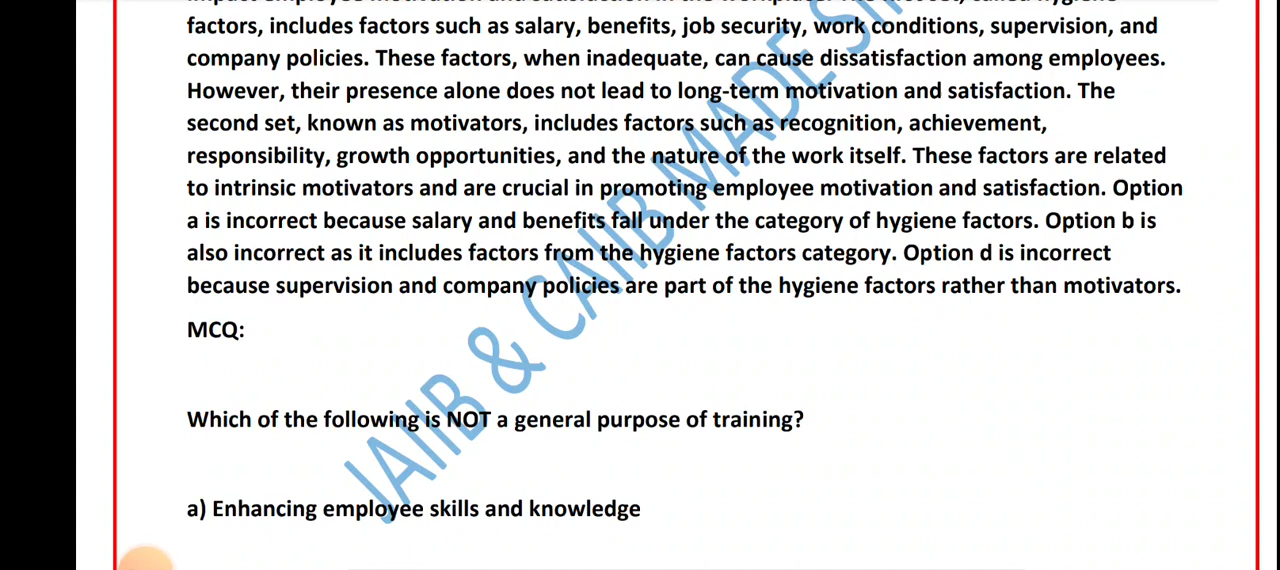 factors, includes factors such as salary, benefits, job security, work conditions, supervision, and
company policies. These factors, when inadequate, can cause dissatisfaction among employees.
However, their presence alone does not lead to long-term motivation and satisfaction. The
second set, known as motivators, includes factors such as recognition, achievement,
responsibility, growth opportunities, and the nature of the work itself. These factors are related
to intrinsic motivators and are crucial in promoting employee motivation and satisfaction. Option
a is incorrect because salary and benefits fall under the category of hygiene factors. Option b is
also incorrect as it includes factors from the hygiene factors category. Option d is incorrect
because supervision and company policies are part of the hygiene factors rather than motivators.
MCQ:
Which of the following is NOT a general purpose of training?
a) Enhancing employee skills and knowledge
JAIIB & CAIIB MADE